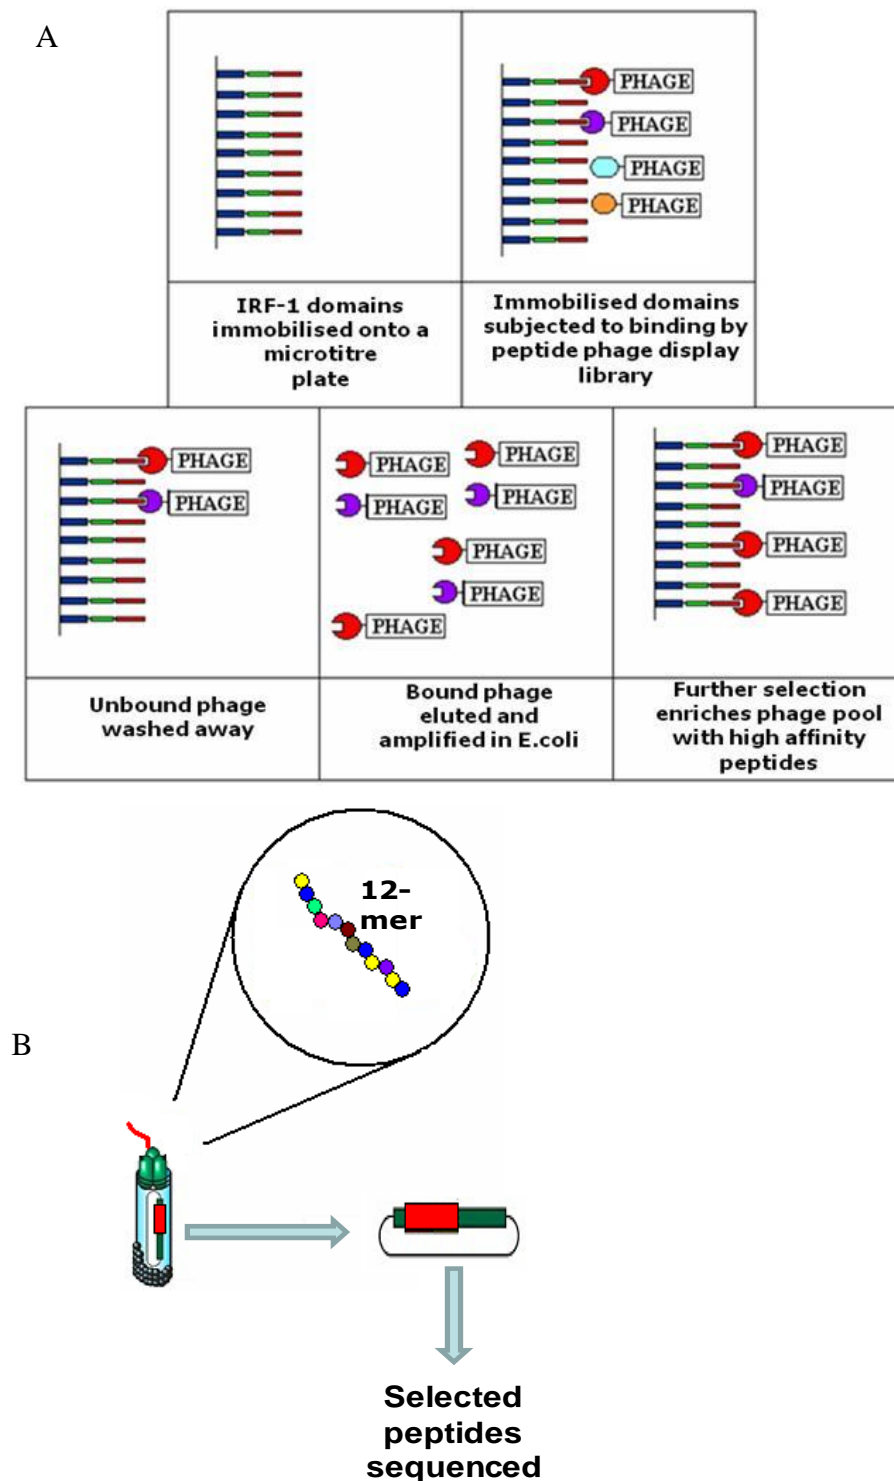 A
PHAGE
PHAGE
PHAGE
PHAGE
IRF-1 domains
immobilised onto a
microtitre
plate
Immobilised domains
subjected to binding by
peptide phage display
library
PHAGE
PHAGE
PHAGE
PHAGE
PHAGE
PHAGE
PHAGE
PHAGE
PHAGE
PHAGE
PHAGE
PHAGE
PHAGE
Unbound phage
washed away
Bound phage
eluted and
amplified in E.coli
Further selection
enriches phage pool
with high affinity
peptides
12-
mer
B
Selected
peptides
sequenced